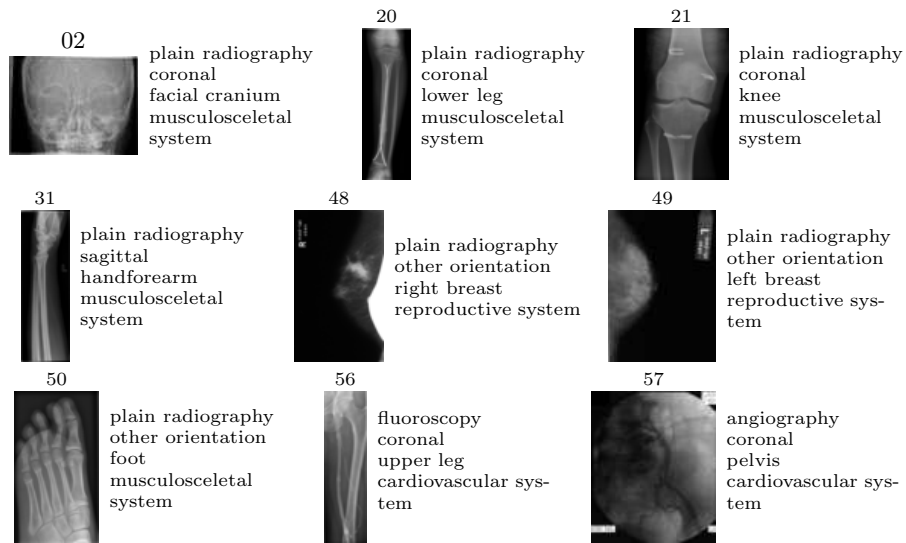 02
plain radiography
coronal
facial cranium
musculosceletal
system
20
plain radiography
coronal
lower leg
musculosceletal
system
21
plain radiography
coronal
knee
musculosceletal
system
31
plain radiography
sagittal
handforearm
musculosceletal
system
48
R
plain radiography
other orientation
right breast
reproductive system
49
L
plain radiography
other orientation
left breast
reproductive sys-
tem
50
plain radiography
other orientation
foot
musculosceletal
system
56
fluoroscopy
coronal
upper leg
cardiovascular sys-
tem
57
angiography
coronal
pelvis
cardiovascular sys-
tem